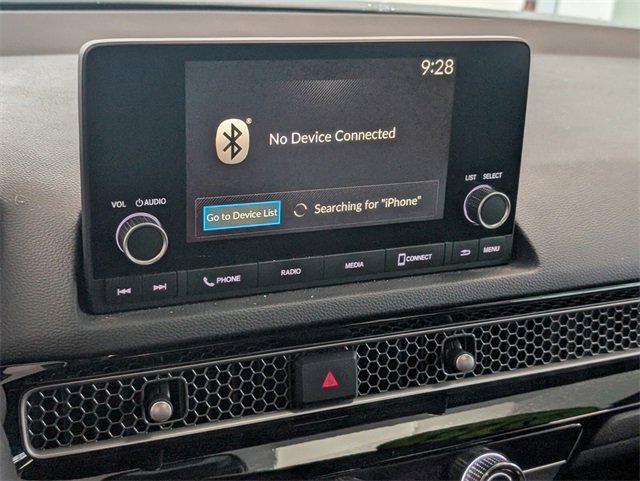 9:28
®
No Device Connected
Go to Device List
Searching for "iPhone"
VOL
AUDIO
LIST SELECT
PHONE
RADIO
MEDIA
CONNECT
MENU